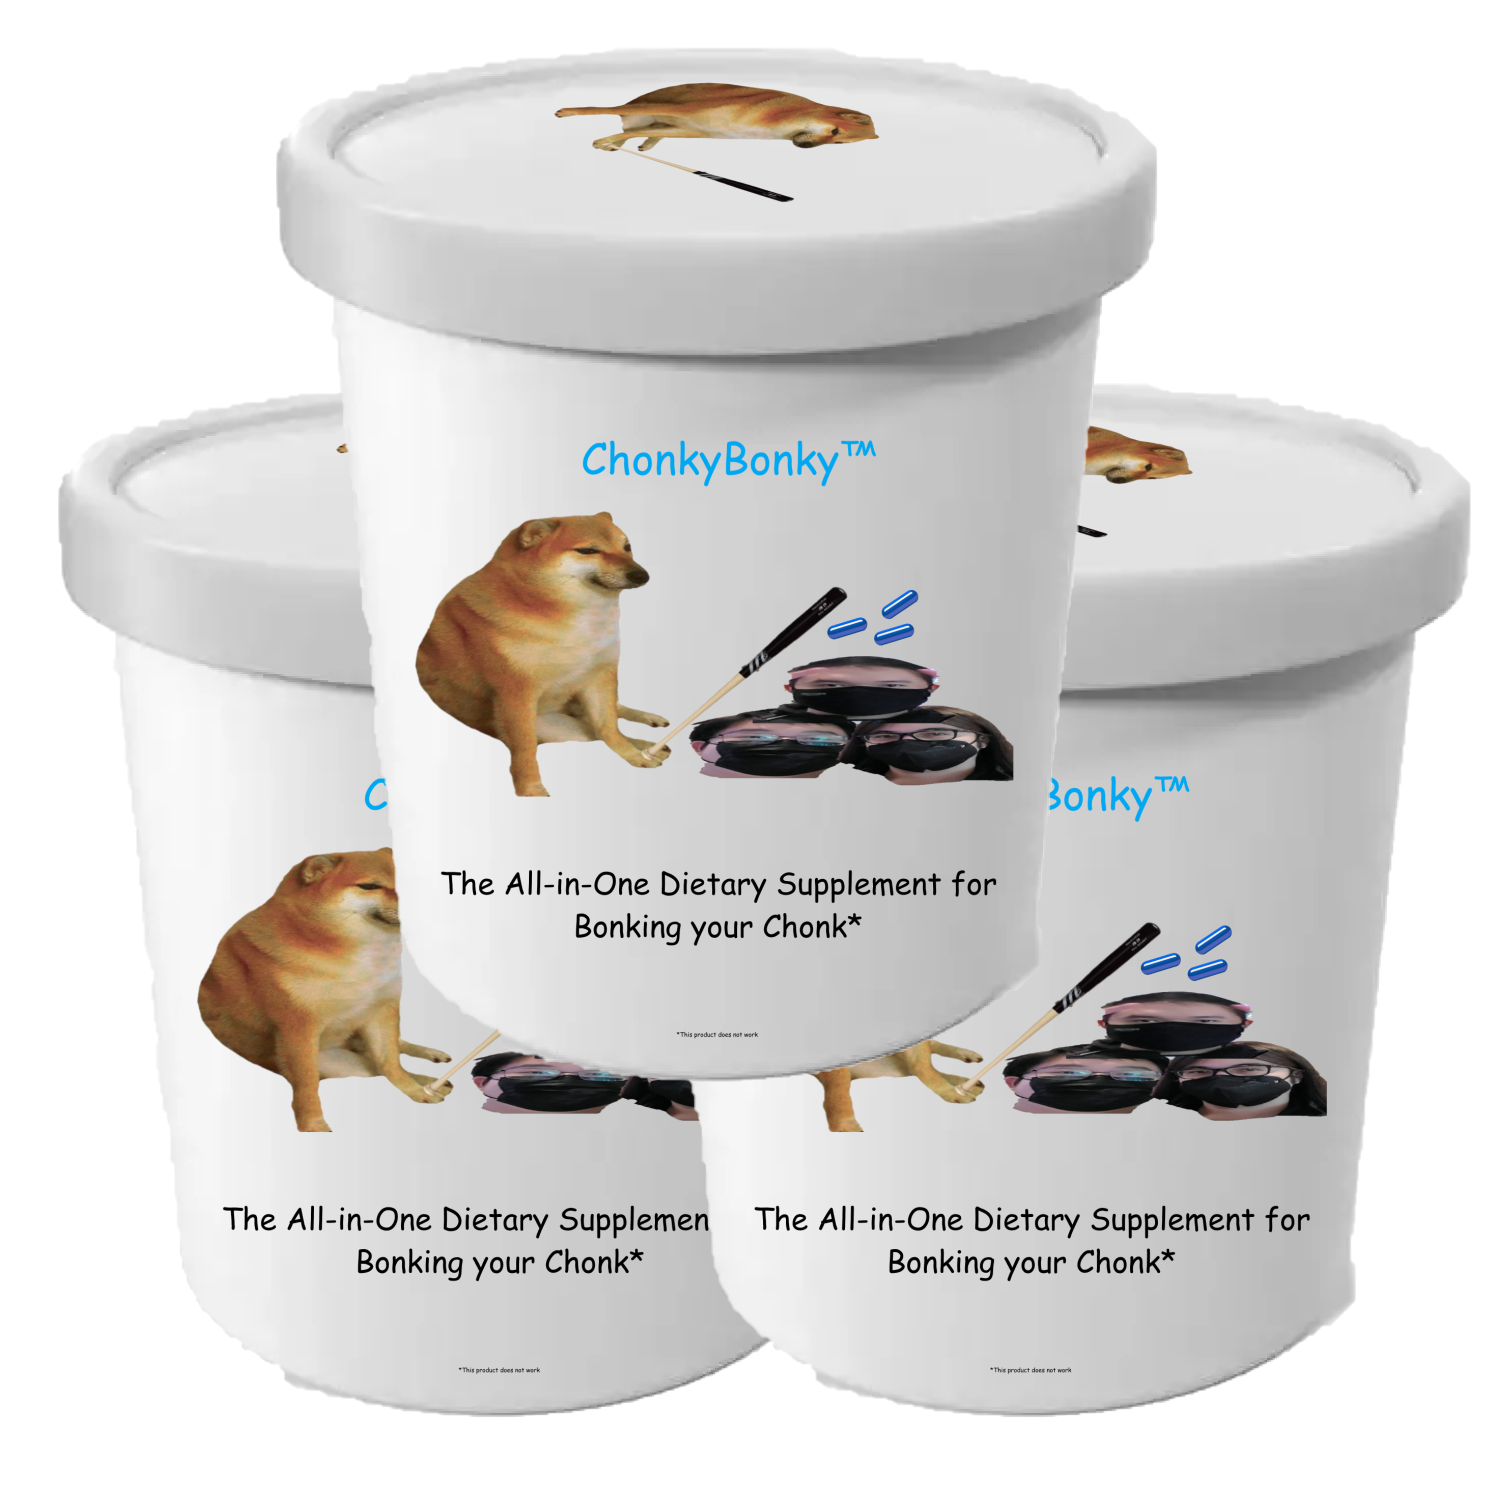 ChonkyBonky™
The All-in-One Dietary Supplement for
Bonking your Chonk*
*This product does not work
C
The All-in-One Dietary Supplemen
Bonking your Chonk*
*This product does not work
Bonky™
The All-in-One Dietary Supplement for
Bonking your Chonk*
*This product does not work